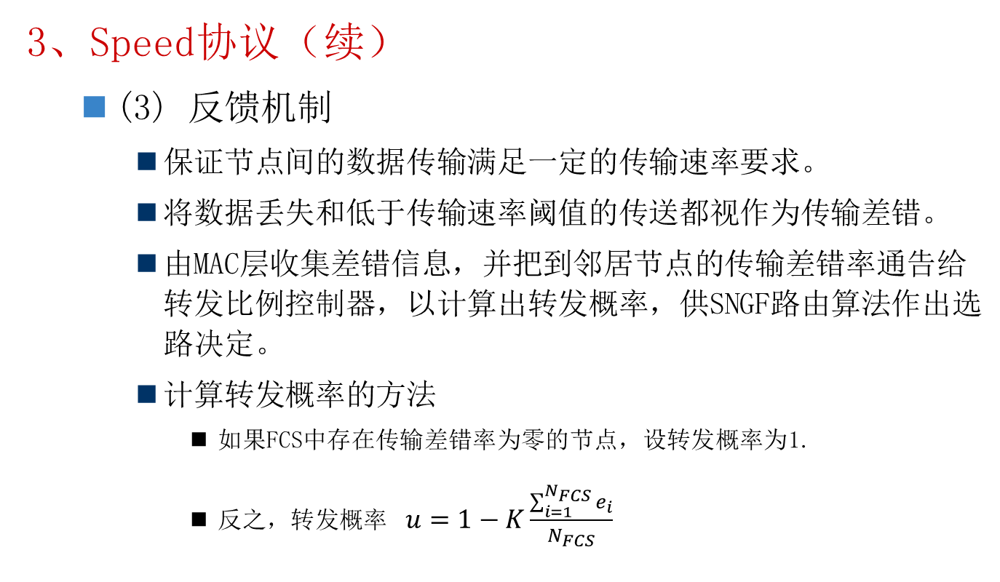 3、Speed协议（续）
(3) 反馈机制
保证节点间的数据传输满足一定的传输速率要求。
将数据丢失和低于传输速率阈值的传送都视作为传输差错。
由MAC层收集差错信息，并把到邻居节点的传输差错率通告给
转发比例控制器，以计算出转发概率，供SNGF路由算法作出选
路决定。
计算转发概率的方法
如果FCS中存在传输差错率为零的节点，设转发概率为1.
反之，转发概率 $u = 1 - K \frac{\sum_{i=1}^{N_{FCS}} e_i}{N_{FCS}}$